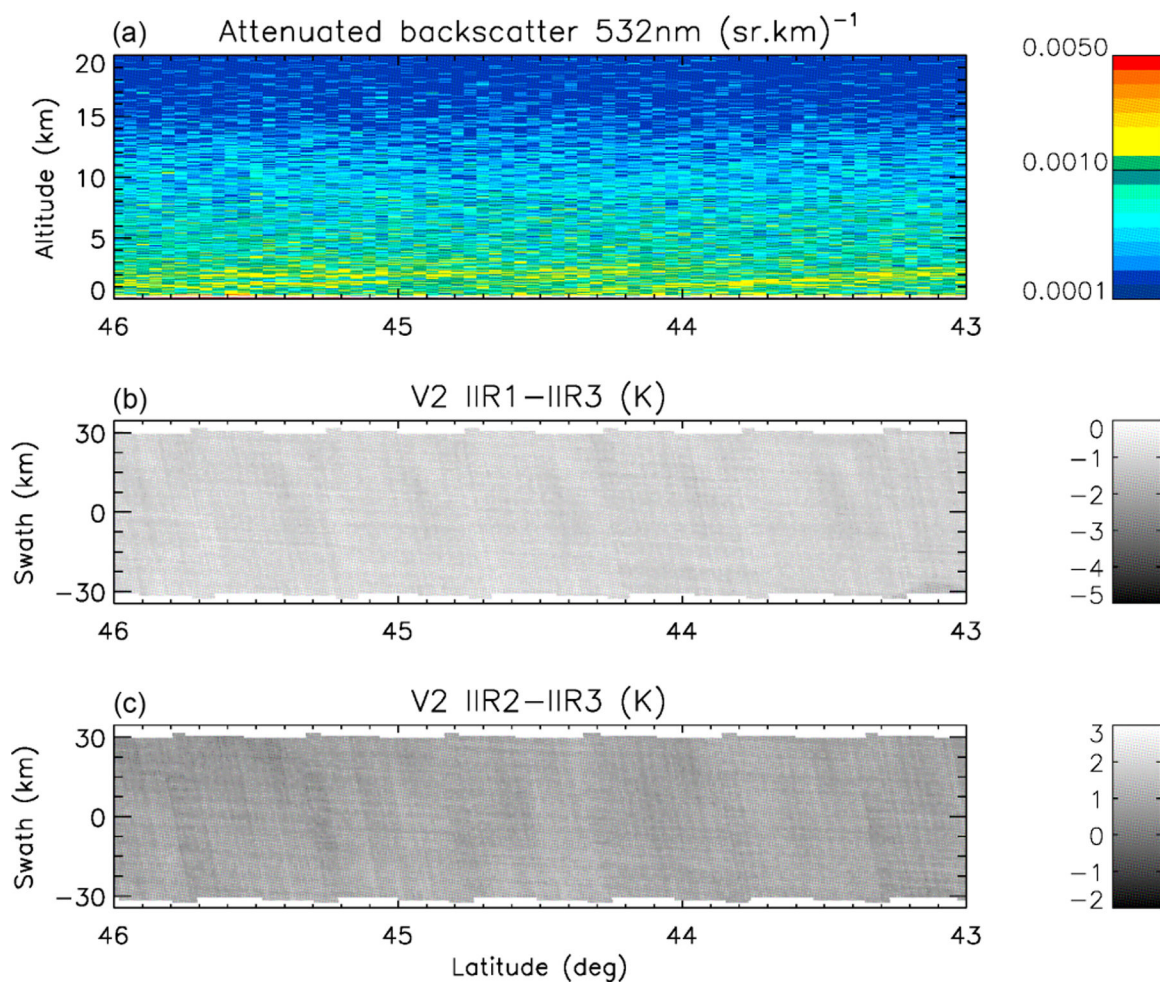 (a) Attenuated backscatter 532nm (sr.km)⁻¹
Altitude (km)
20
15
10
5
0
46 45 44 43
0.0050
0.0010
0.0001
(b) V2 IIR1−IIR3 (K)
Swath (km)
30
0
−30
46 45 44 43
0
−1
−2
−3
−4
−5
(c) V2 IIR2−IIR3 (K)
Swath (km)
30
0
−30
46 45 44 43
Latitude (deg)
3
2
1
0
−1
−2